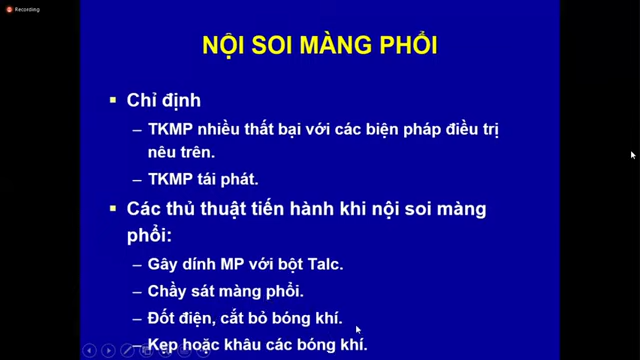 Recording
NỘI SOI MÀNG PHỔI
▪ Chỉ định
– TKMP nhiều thất bại với các biện pháp điều trị
nêu trên.
– TKMP tái phát.
▪ Các thủ thuật tiến hành khi nội soi màng
phổi:
– Gây dính MP với bột Talc.
– Chầy sát màng phổi.
– Đốt điện, cắt bỏ bóng khí.
– Kẹp hoặc khâu các bóng khí.